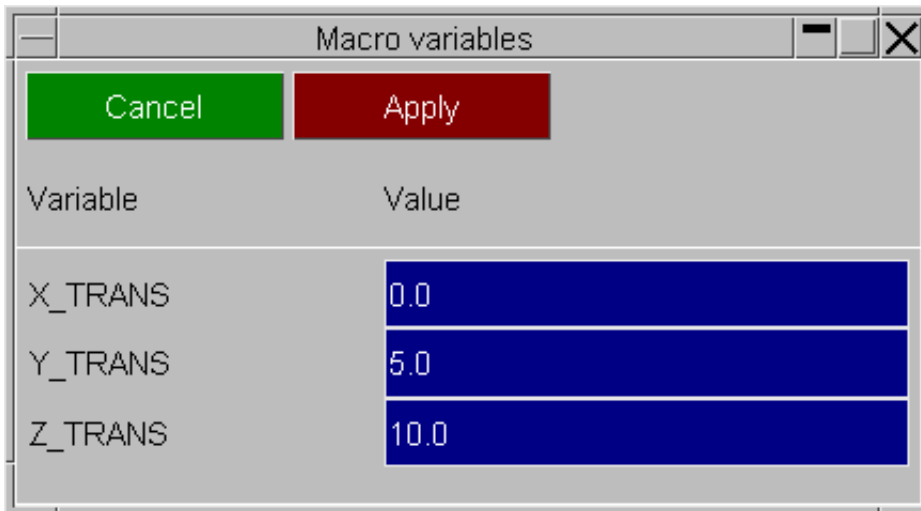 Macro variables
Cancel Apply
Variable Value
X_TRANS 0.0
Y_TRANS 5.0
Z_TRANS 10.0